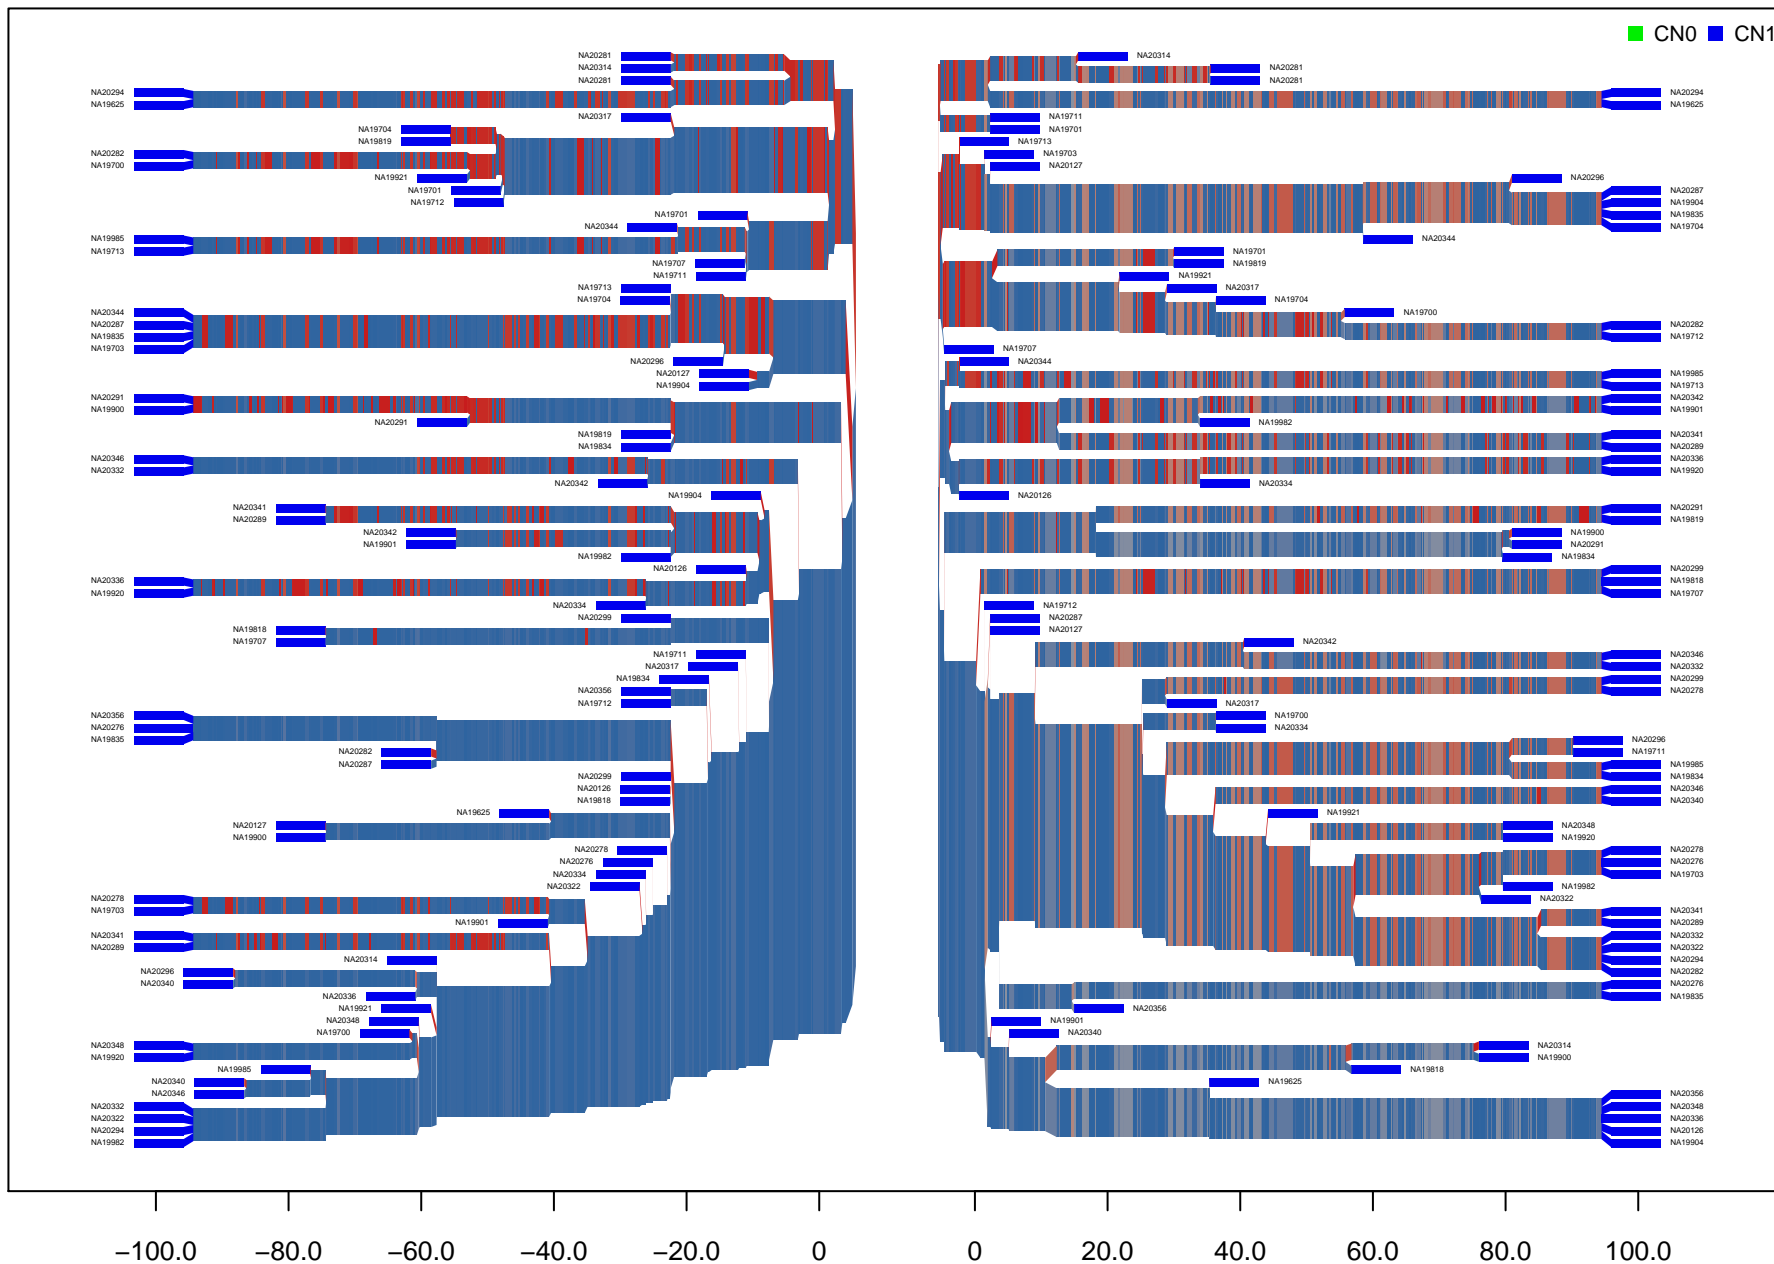 CN0 CN1
NA20281
NA20314
NA20281
NA20294
NA19625
NA20317
NA19704
NA19819
NA20282
NA19700
NA19921
NA19701
NA19712
NA19701
NA20344
NA19985
NA19713
NA19707
NA19711
NA19713
NA19704
NA20344
NA20287
NA19835
NA19703
NA20296
NA20127
NA19904
NA20291
NA19900
NA20291
NA19819
NA19834
NA20346
NA20332
NA20342
NA19904
NA20341
NA20289
NA20342
NA19901
NA19982
NA20126
NA20336
NA19920
NA20334
NA20299
NA19818
NA19707
NA19711
NA20317
NA19834
NA20356
NA19712
NA20356
NA20276
NA19835
NA20282
NA20287
NA20299
NA20126
NA19818
NA19625
NA20127
NA19900
NA20278
NA20276
NA20334
NA20322
NA20278
NA19703
NA19901
NA20341
NA20289
NA20314
NA20296
NA20340
NA20336
NA19921
NA20348
NA19700
NA20348
NA19920
NA19985
NA20340
NA20346
NA20332
NA20322
NA20294
NA19982
NA20314
NA20281
NA20281
NA20294
NA19625
NA19711
NA19701
NA19713
NA19703
NA20127
NA20296
NA20287
NA19904
NA19835
NA19704
NA20344
NA19701
NA19819
NA19921
NA20317
NA19704
NA19700
NA20282
NA19712
NA19707
NA20344
NA19985
NA19713
NA20342
NA19901
NA19982
NA20341
NA20289
NA20336
NA19920
NA20334
NA20126
NA20291
NA19819
NA19900
NA20291
NA19834
NA20299
NA19818
NA19707
NA19712
NA20287
NA20127
NA20342
NA20346
NA20332
NA20299
NA20278
NA20317
NA19700
NA20334
NA20296
NA19711
NA19985
NA19834
NA20346
NA20340
NA19921
NA20348
NA19920
NA20278
NA20276
NA19703
NA19982
NA20322
NA20341
NA20289
NA20332
NA20322
NA20294
NA20282
NA20276
NA19835
NA20356
NA19901
NA20340
NA20314
NA19900
NA19818
NA19625
NA20356
NA20348
NA20336
NA20126
NA19904
−100.0 −80.0 −60.0 −40.0 −20.0 0 0 20.0 40.0 60.0 80.0 100.0